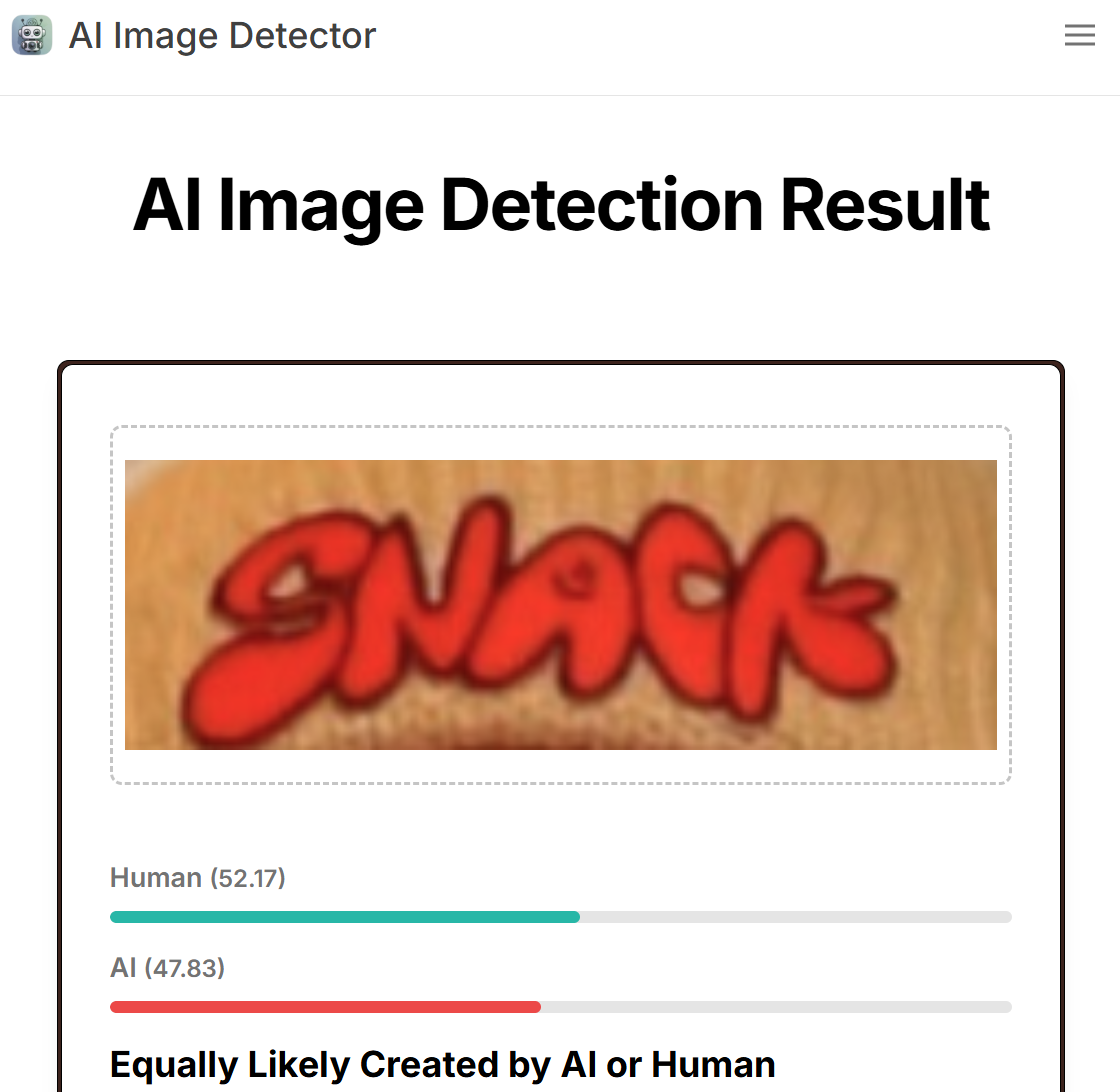 AI Image Detector
AI Image Detection Result
SNACK
Human (52.17)
AI (47.83)
Equally Likely Created by AI or Human